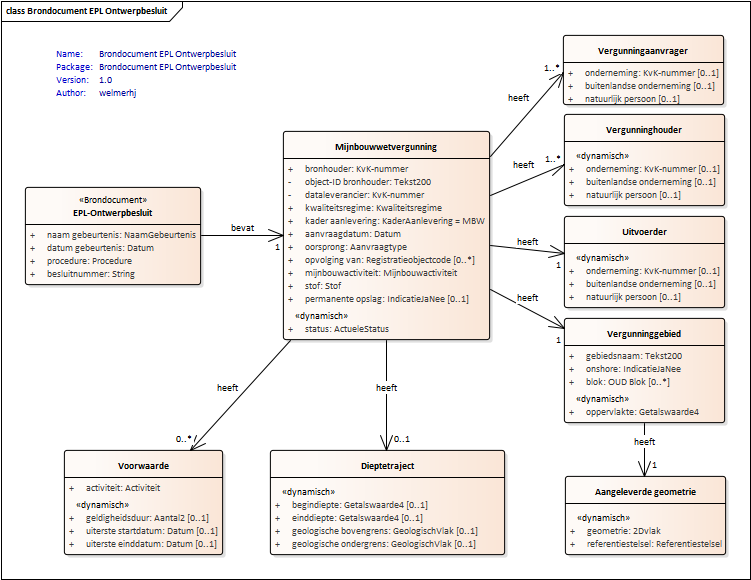 class Brondocument EPL Ontwerpbesluit
Name: Brondocument EPL Ontwerpbesluit
Package: Brondocument EPL Ontwerpbesluit
Version: 1.0
Author: welmerhj
«Brondocument»
EPL-Ontwerpbesluit
+ naam gebeurtenis: NaamGebeurtenis
+ datum gebeurtenis: Datum
+ procedure: Procedure
+ besluitnummer: String
bevat
1
Mijnbouwwetvergunning
+ bronhouder: KvK-nummer
- object-ID bronhouder: Tekst200
- dataleverancier: KvK-nummer
+ kwaliteitsregime: Kwaliteitsregime
+ kader aanlevering: KaderAanlevering = MBW
+ aanvraagdatum: Datum
+ oorsprong: Aanvraagtype
+ opvolging van: Registratieobjectcode [0..*]
+ mijnbouwactiviteit: Mijnbouwactiviteit
+ stof: Stof
+ permanente opslag: IndicatieJaNee [0..1]
«dynamisch»
+ status: ActueleStatus
heeft
1..*
Vergunningaanvrager
+ onderneming: KvK-nummer [0..1]
+ buitenlandse onderneming [0..1]
+ natuurlijk persoon [0..1]
heeft
1..*
Vergunninghouder
«dynamisch»
+ onderneming: KvK-nummer [0..1]
+ buitenlandse onderneming [0..1]
+ natuurlijk persoon [0..1]
heeft
1
Uitvoerder
«dynamisch»
+ onderneming: KvK-nummer [0..1]
+ buitenlandse onderneming [0..1]
+ natuurlijk persoon [0..1]
heeft
1
Vergunninggebied
+ gebiedsnaam: Tekst200
+ onshore: IndicatieJaNee
+ blok: OUD Blok [0..*]
«dynamisch»
+ oppervlakte: Getalswaarde4
heeft
1
Aangeleverde geometrie
«dynamisch»
+ geometrie: 2Dvlak
+ referentiestelsel: Referentiestelsel
heeft
0..*
Voorwaarde
+ activiteit: Activiteit
«dynamisch»
+ geldigheidsduur: Aantal2 [0..1]
+ uiterste startdatum: Datum [0..1]
+ uiterste einddatum: Datum [0..1]
heeft
0..1
Dieptetraject
«dynamisch»
+ begindiepte: Getalswaarde4 [0..1]
+ einddiepte: Getalswaarde4 [0..1]
+ geologische bovengrens: GeologischVlak [0..1]
+ geologische ondergrens: GeologischVlak [0..1]